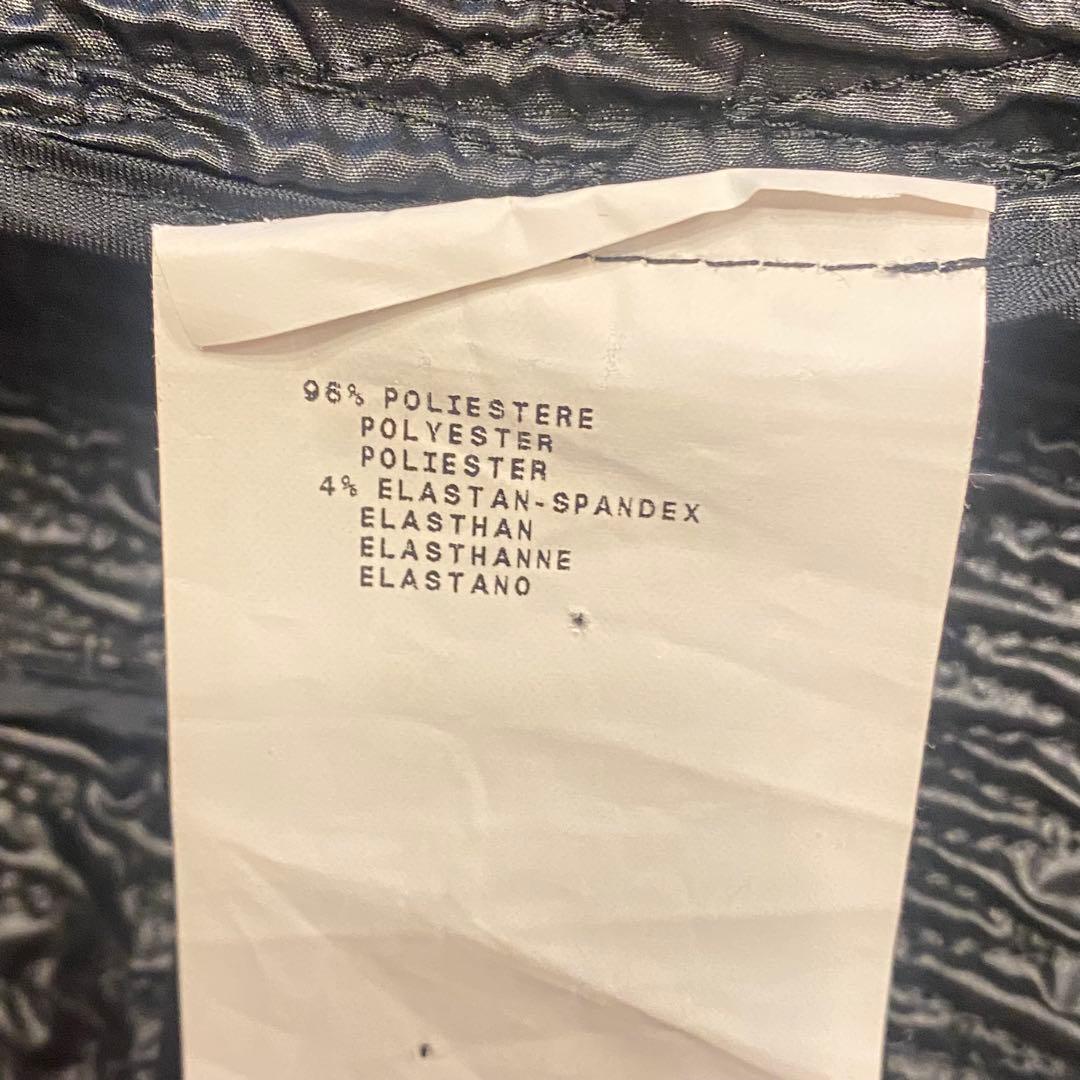 96% POLIESTERE
POLYESTER
POLIESTER
4% ELASTAN-SPANDEX
ELASTHAN
ELASTHANNE
ELASTANO